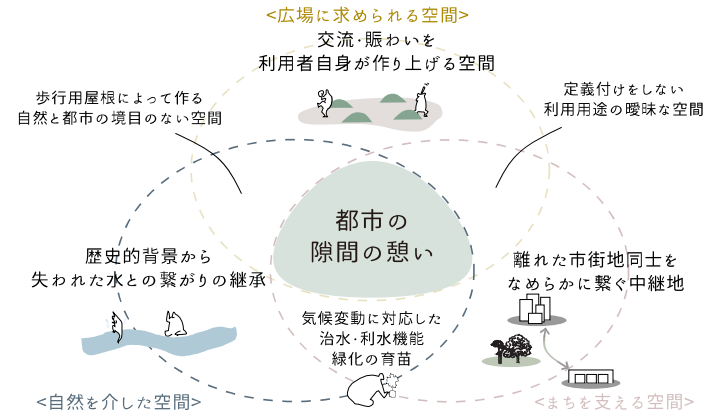 <広場に求められる空間>
交流・賑わいを
利用者自身が作り上げる空間
歩行用屋根によって作る
自然と都市の境目のない空間
定義付けをしない
利用用途の曖昧な空間
都市の
隙間の憩い
歴史的背景から
失われた水との繋がりの継承
離れた市街地同士を
なめらかに繋ぐ中継地
気候変動に対応した
治水・利水機能
緑化の育苗
<自然を介した空間>
<まちを支える空間>